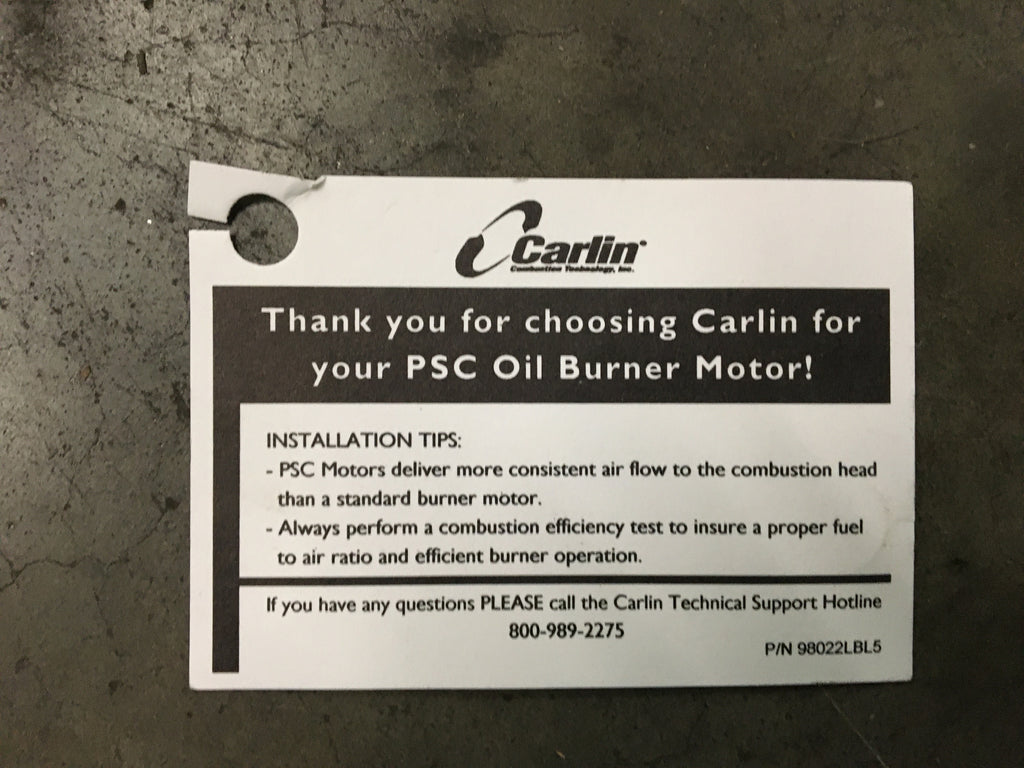 Carlin
Combustion Technology, Inc.
Thank you for choosing Carlin for
your PSC Oil Burner Motor!
INSTALLATION TIPS:
- PSC Motors deliver more consistent air flow to the combustion head
than a standard burner motor.
- Always perform a combustion efficiency test to insure a proper fuel
to air ratio and efficient burner operation.
If you have any questions PLEASE call the Carlin Technical Support Hotline
800-989-2275
P/N 98022LBL5